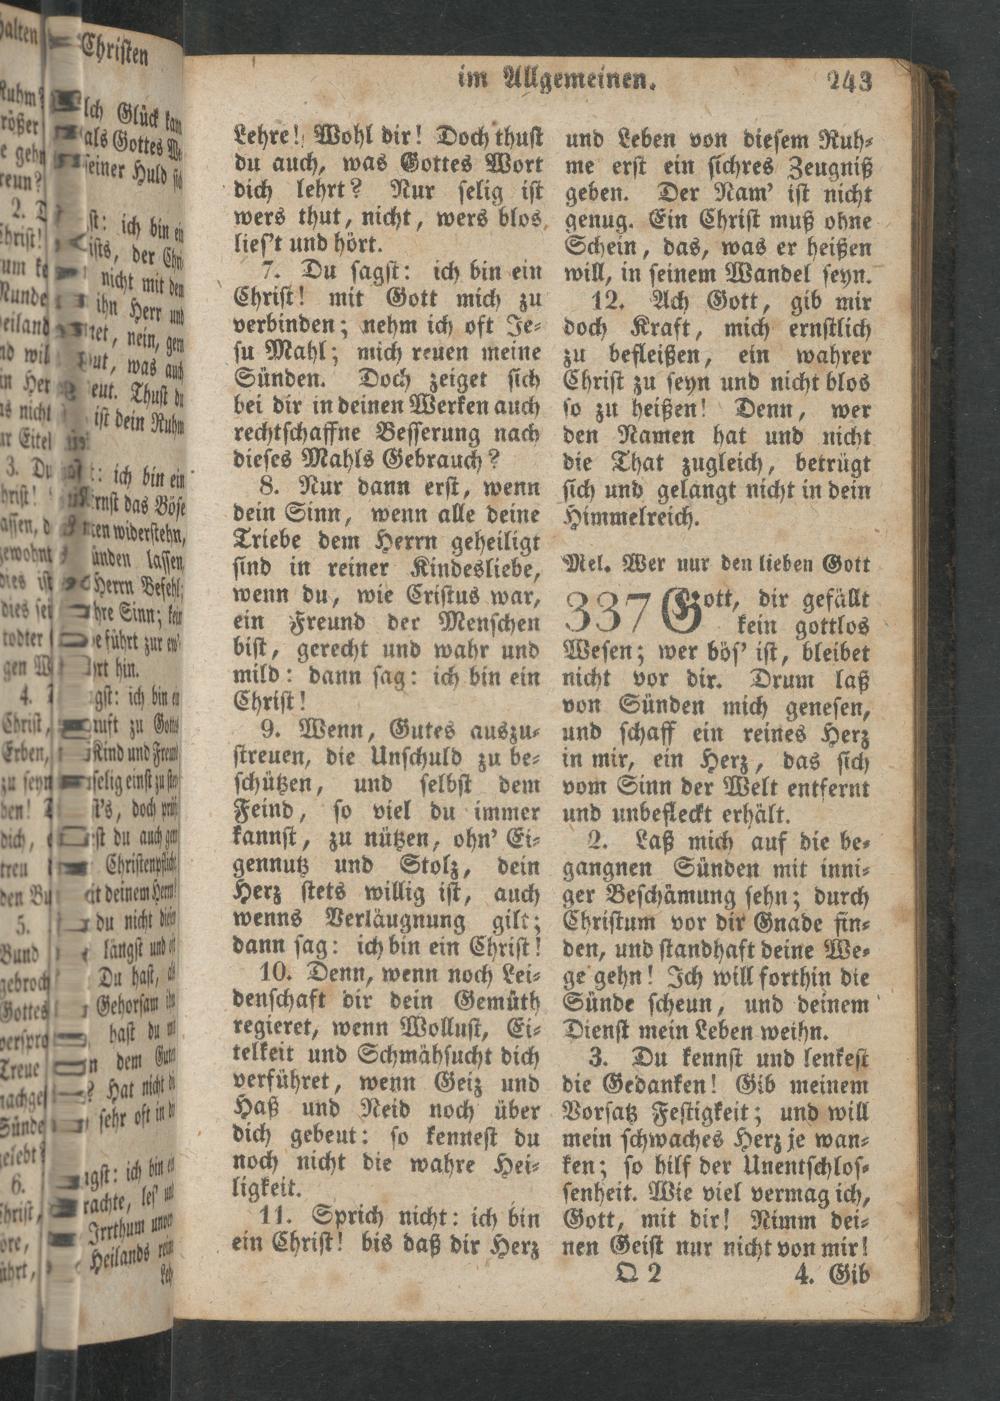 Christen
im Allgemeinen.
243
Lehre! Wohl dir! Doch thust
du auch, was Gottes Wort
dich lehrt? Nur selig ist
wers thut, nicht, wers blos
lies't und hört.
7. Du sagst: ich bin ein
Christ! mit Gott mich zu
verbinden; nehm ich oft Je-
su Mahl; mich reuen meine
Sünden. Doch zeiget sich
bei dir in deinen Werken auch
rechtschaffne Besserung nach
dieses Mahls Gebrauch?
8. Nur dann erst, wenn
dein Sinn, wenn alle deine
Triebe dem Herrn geheiligt
sind in reiner Kindesliebe,
wenn du, wie Cristus war,
ein Freund der Menschen
bist, gerecht und wahr und
mild: dann sag: ich bin ein
Christ!
9. Wenn, Gutes auszu-
streuen, die Unschuld zu be-
schützen, und selbst dem
Feind, so viel du immer
kannst, zu nützen, ohn' Ei-
gennutz und Stolz, dein
Herz stets willig ist, auch
wenns Verläugnung gilt;
dann sag: ich bin ein Christ!
10. Denn, wenn noch Lei-
denschaft dir dein Gemüth
regieret, wenn Wollust, Ei-
telkeit und Schmähsucht dich
verführet, wenn Geiz und
Haß und Neid noch über
dich gebeut: so kennest du
noch nicht die wahre Hei-
ligkeit.
11. Sprich nicht: ich bin
ein Christ! bis daß dir Herz
und Leben von diesem Ruh-
me erst ein sichres Zeugniß
geben. Der Nam' ist nicht
genug. Ein Christ muß ohne
Schein, das, was er heißen
will, in seinem Wandel seyn.
12. Ach Gott, gib mir
doch Kraft, mich ernstlich
zu befleißen, ein wahrer
Christ zu seyn und nicht blos
so zu heißen! Denn, wer
den Namen hat und nicht
die That zugleich, betrügt
sich und gelangt nicht in dein
Himmelreich.
Mel. Wer nur den lieben Gott
337 Gott, dir gefällt
kein gottlos
Wesen; wer bös' ist, bleibet
nicht vor dir. Drum laß
von Sünden mich genesen,
und schaff ein reines Herz
in mir, ein Herz, das sich
vom Sinn der Welt entfernt
und unbefleckt erhält.
2. Laß mich auf die be-
gangnen Sünden mit inni-
ger Beschämung sehn; durch
Christum vor dir Gnade fin-
den, und standhaft deine We-
ge gehn! Ich will forthin die
Sünde scheun, und deinem
Dienst mein Leben weihn.
3. Du kennst und lenkest
die Gedanken! Gib meinem
Vorsatz Festigkeit; und will
mein schwaches Herz je wan-
ken; so hilf der Unentschlos-
senheit. Wie viel vermag ich,
Gott, mit dir! Nimm dei-
nen Geist nur nicht von mir!
Q 2
4. Gib